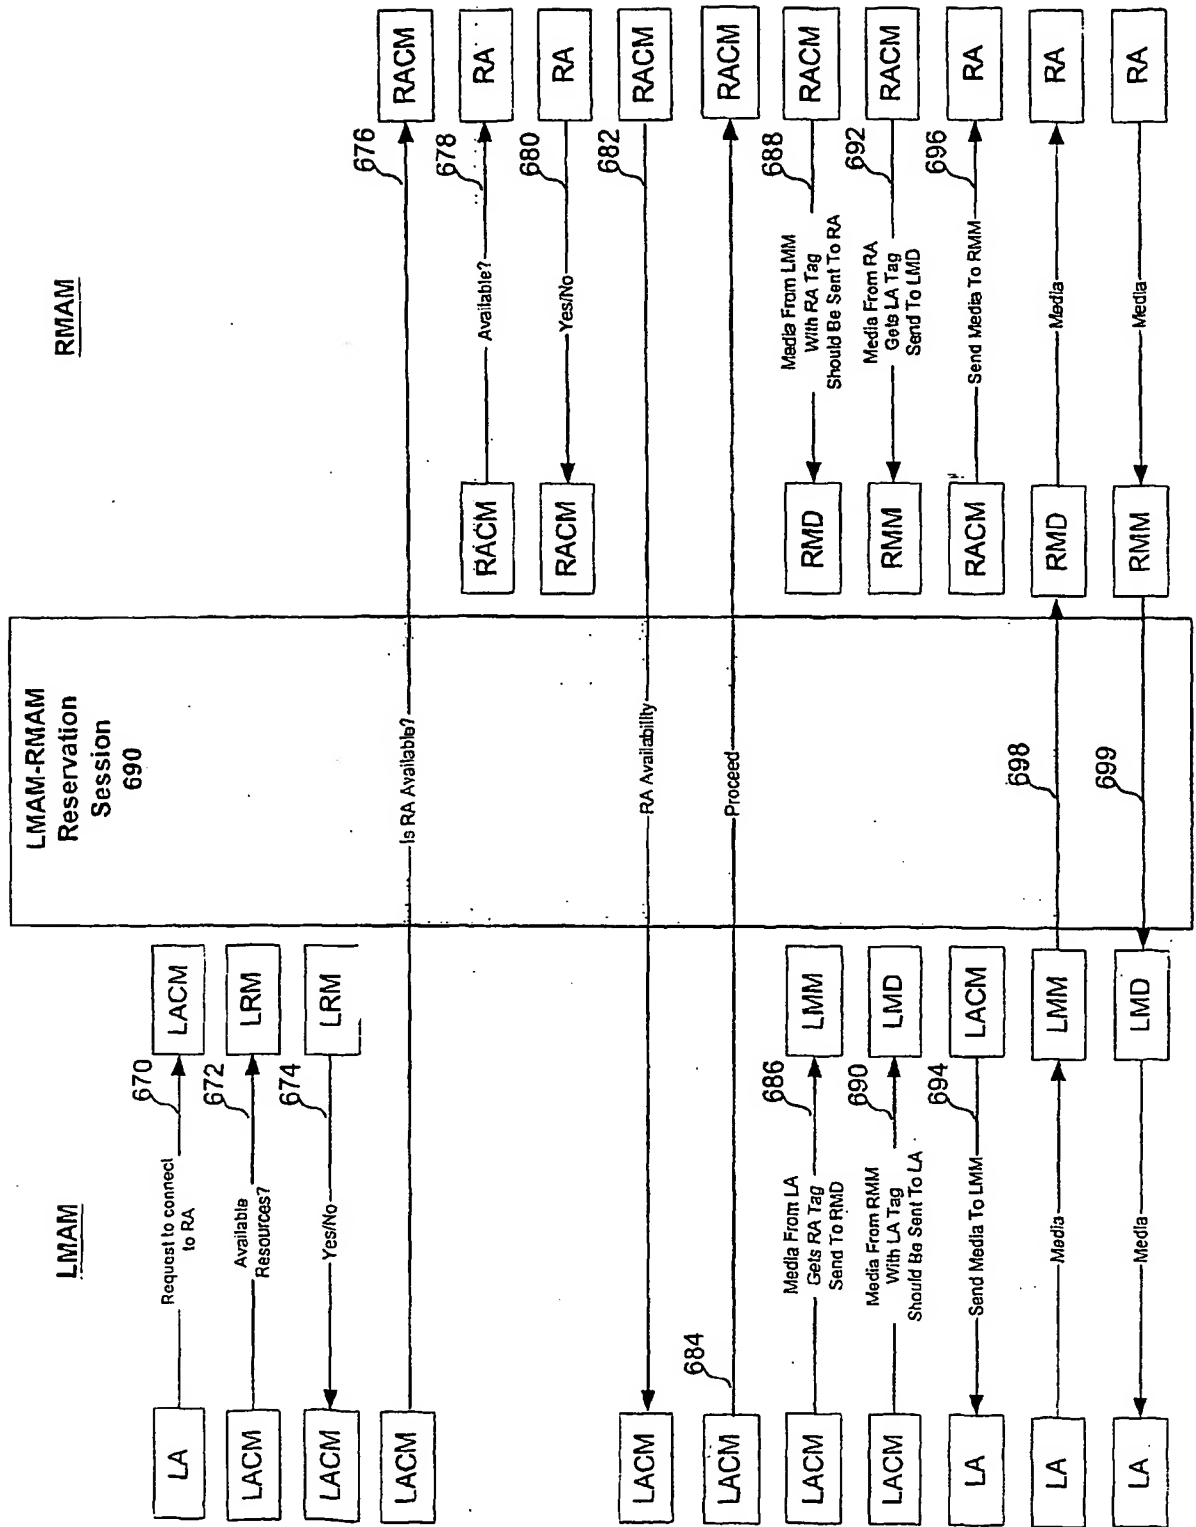 LMAM
LMAM-RMAM
Reservation
Session
690
RMAM
LA
Request to connect
to RA
670
LACM
LACM
Available
Resources?
672
LRM
LACM
Yes/No
674
LRM
LACM
Is RA Available?
676
RACM
RACM
Available?
678
RA
RACM
Yes/No
680
RA
LACM
RA Availability
682
RACM
LACM
684
Proceed
RACM
LACM
Media From LA
Gets RA Tag
Send To RMD
686
LMM
RMD
Media From LMM
With RA Tag
Should Be Sent To RA
688
RACM
LACM
Media From RMM
With LA Tag
Should Be Sent To LA
690
LMD
RMM
Media From RA
Gets LA Tag
Send To LMD
692
RACM
LA
Send Media To LMM
694
LACM
RACM
Send Media To RMM
696
RA
LA
Media
LMM
698
RMD
Media
RA
LA
Media
LMD
699
RMM
Media
RA